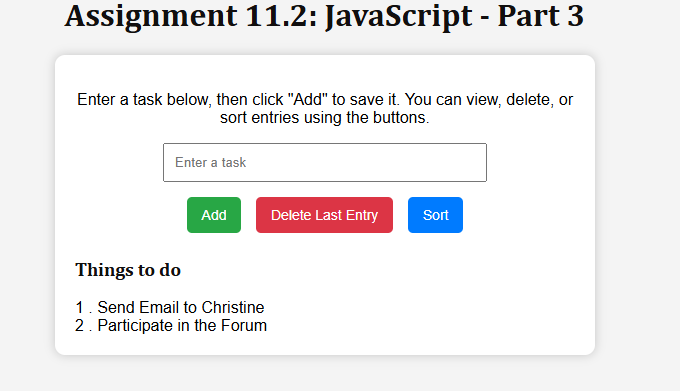 Assignment 11.2: JavaScript - Part 3
Enter a task below, then click "Add" to save it. You can view, delete, or
sort entries using the buttons.
Enter a task
Add Delete Last Entry Sort
Things to do
1 . Send Email to Christine
2 . Participate in the Forum